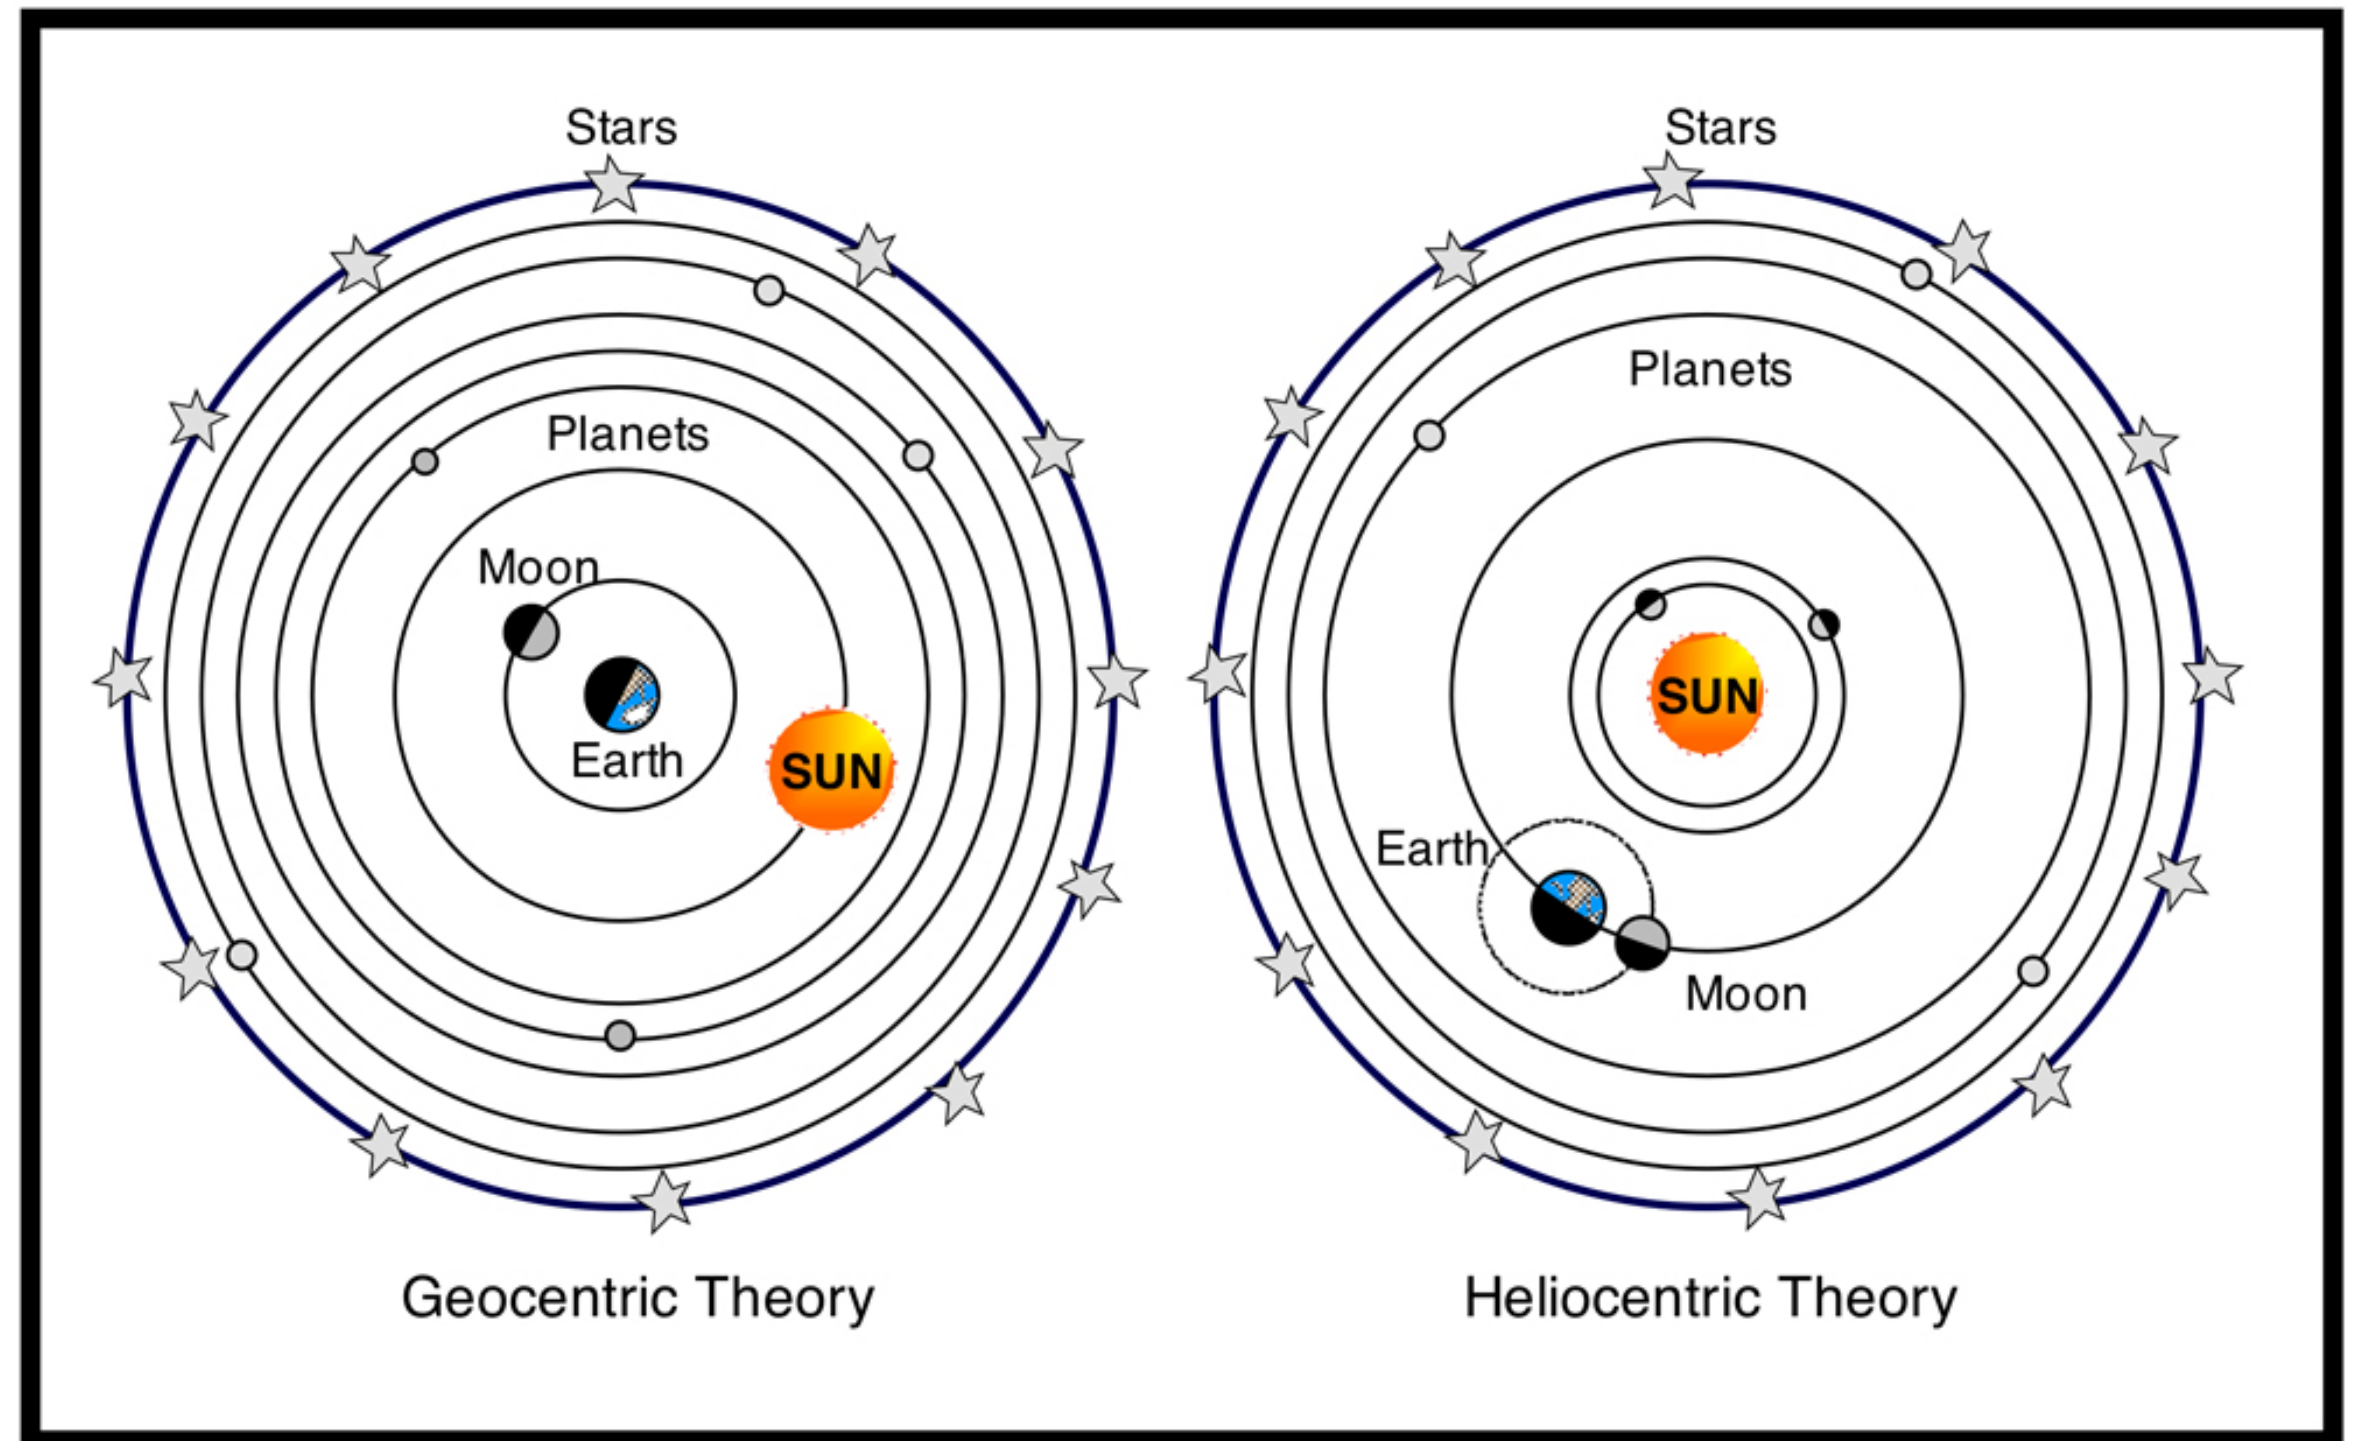 Stars
Planets
Moon
Earth
SUN
Geocentric Theory
Stars
Planets
SUN
Earth
Moon
Heliocentric Theory